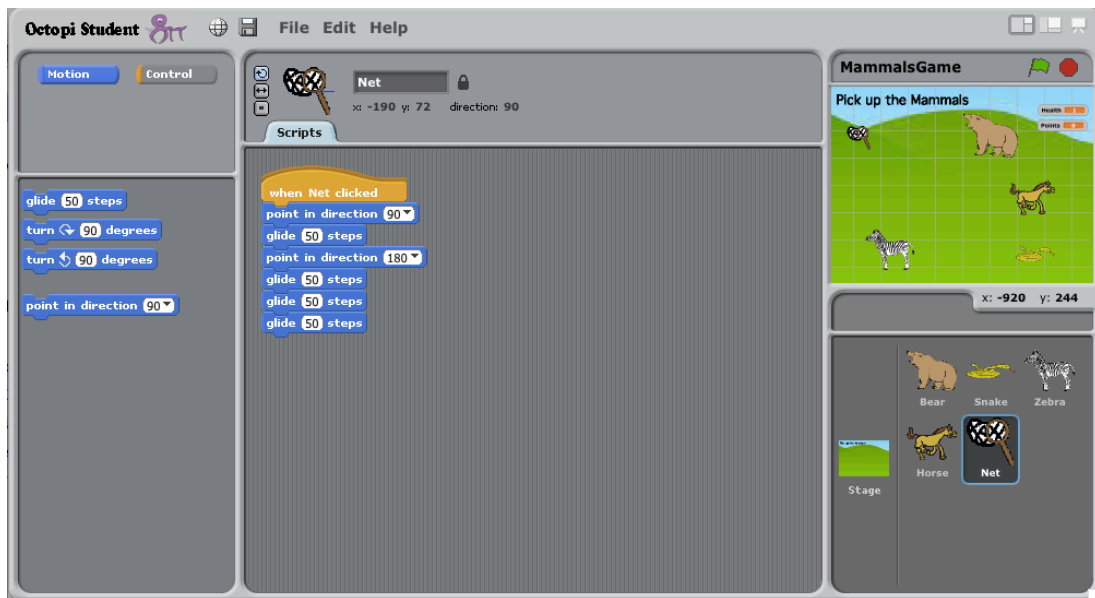 Octopi Student
File Edit Help
Motion Control
glide 50 steps
turn 90 degrees
turn 90 degrees
point in direction 90
Net
x: -190 y: 72 direction: 90
Scripts
when Net clicked
point in direction 90
glide 50 steps
point in direction 180
glide 50 steps
glide 50 steps
glide 50 steps
MammalsGame
Pick up the Mammals
Health
Points
x: -920 y: 244
Bear Snake Zebra
Horse Net
Stage